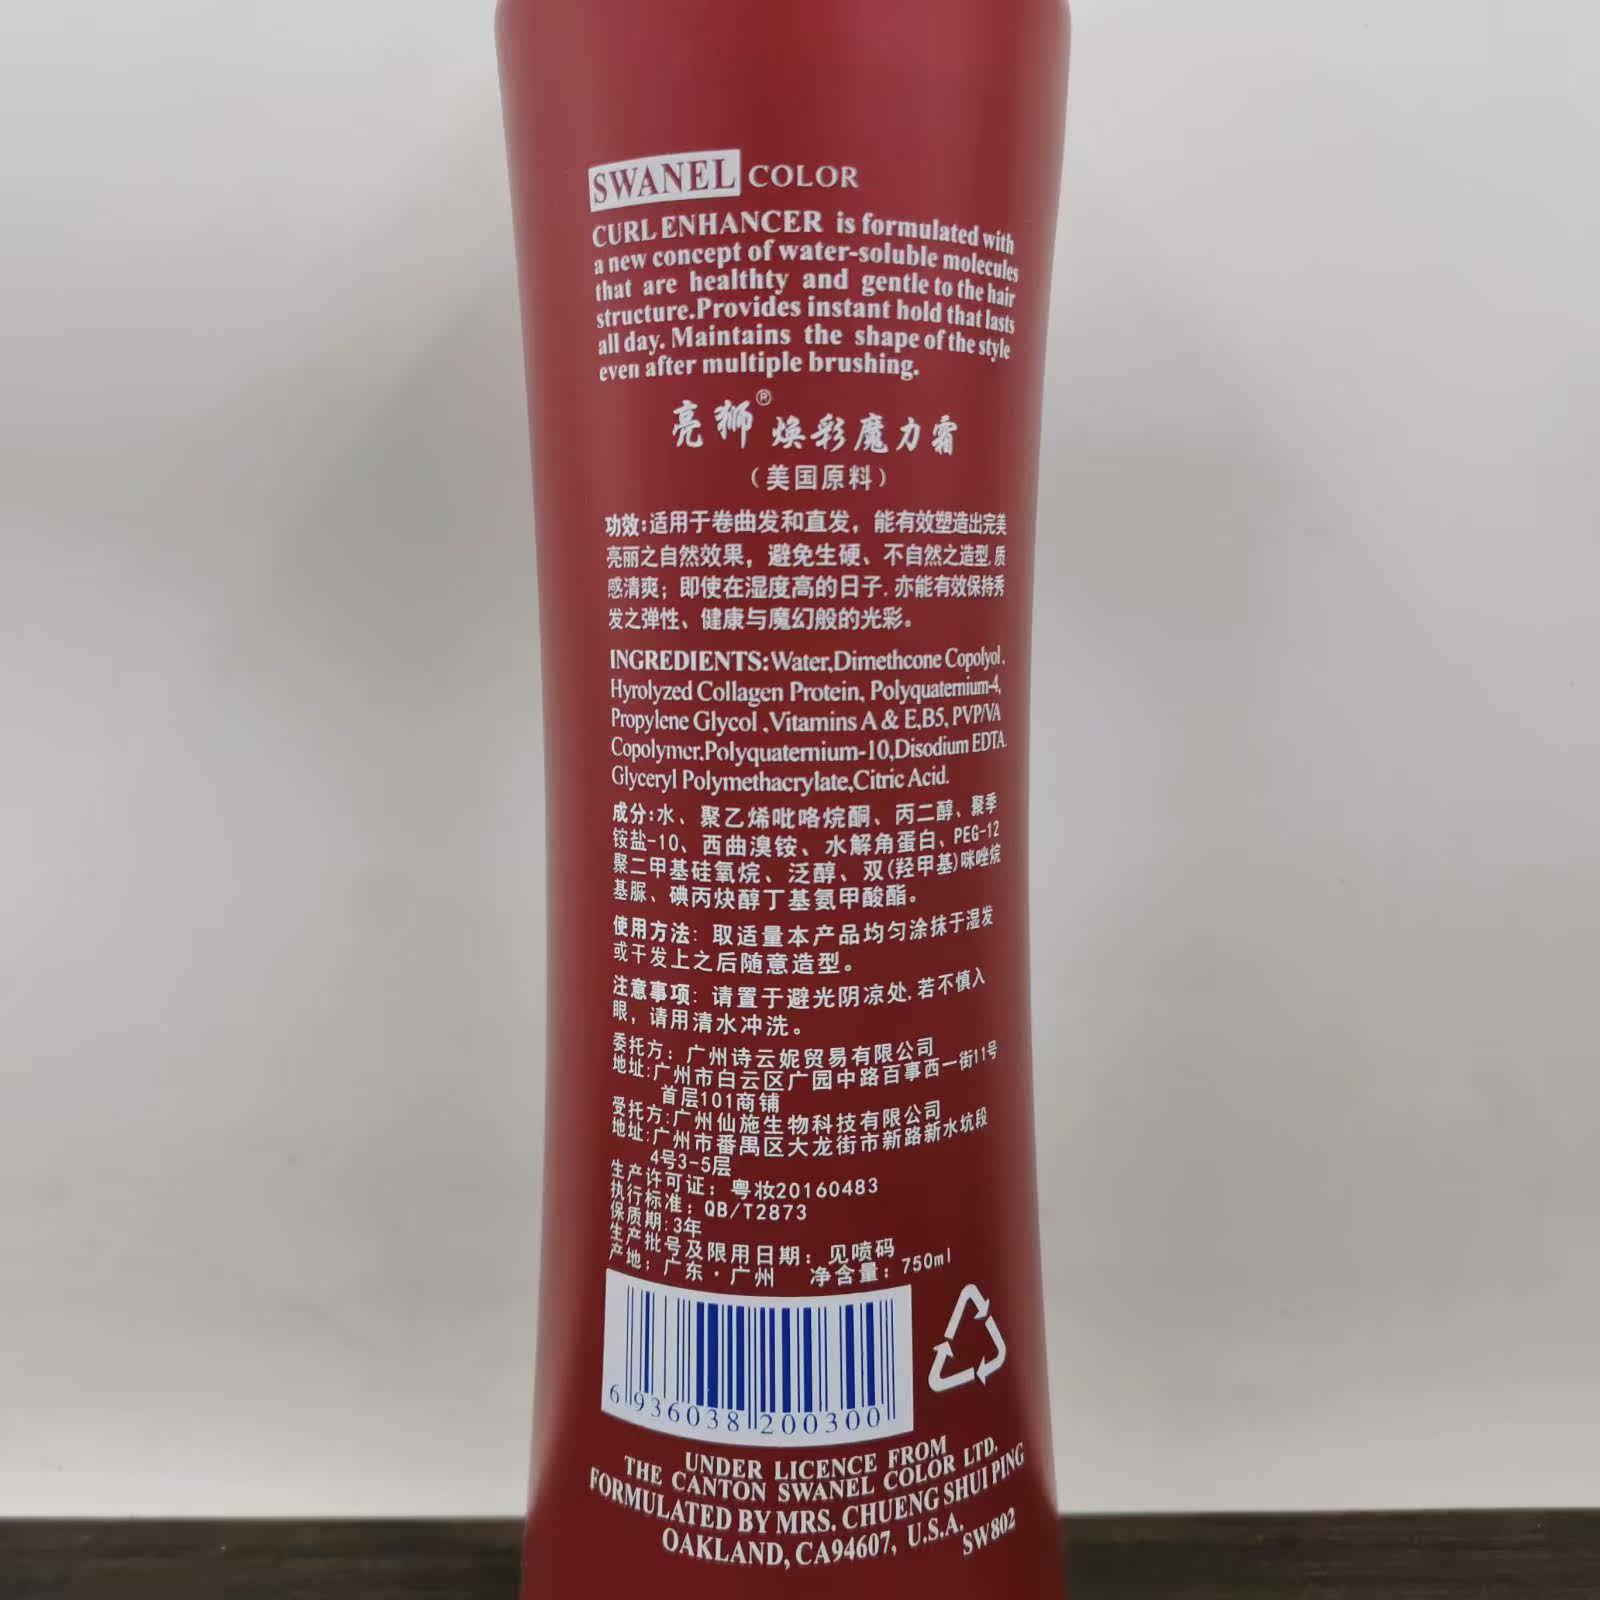 SWANEL COLOR
CURL ENHANCER is formulated with
a new concept of water-soluble molecules
that are healthty and gentle to the hair
structure.Provides instant hold that lasts
all day. Maintains the shape of the style
even after multiple brushing.
亮狮® 焕彩魔力霜
(美国原料)
功效:适用于卷曲发和直发，能有效塑造出完美
亮丽之自然效果，避免生硬、不自然之造型,质
感清爽；即使在湿度高的日子,亦能有效保持秀
发之弹性、健康与魔幻般的光彩。
INGREDIENTS:Water,Dimethcone Copolyol,
Hyrolyzed Collagen Protein, Polyquaternium-4,
Propylene Glycol ,Vitamins A & E,B5, PVP/VA
Copolymer,Polyquaternium-10,Disodium EDTA.
Glyceryl Polymethacrylate,Citric Acid.
成分:水、聚乙烯吡咯烷酮、丙二醇、聚季
铵盐-10、西曲溴铵、水解角蛋白、PEG-12
聚二甲基硅氧烷、泛醇、双(羟甲基)咪唑烷
基脲、碘丙炔醇丁基氨甲酸酯。
使用方法: 取适量本产品均匀涂抹于湿发
或干发上之后随意造型。
注意事项: 请置于避光阴凉处,若不慎入
眼，请用清水冲洗。
委托方: 广州诗云妮贸易有限公司
地址:广州市白云区广园中路百事西一街11号
首层101商铺
受托方:广州仙施生物科技有限公司
地址:广州市番禺区大龙街市新路新水坑段
4号3-5层
生产许可证: 粤妆20160483
执行标准: QB/T2873
保质期:3年
生产批号及限用日期: 见喷码
产地: 广东·广州 净含量: 750ml
6 936038 200300
UNDER LICENCE FROM
THE CANTON SWANEL COLOR LTD.
FORMULATED BY MRS. CHUENG SHUI PING
OAKLAND, CA94607, U.S.A.
SW802